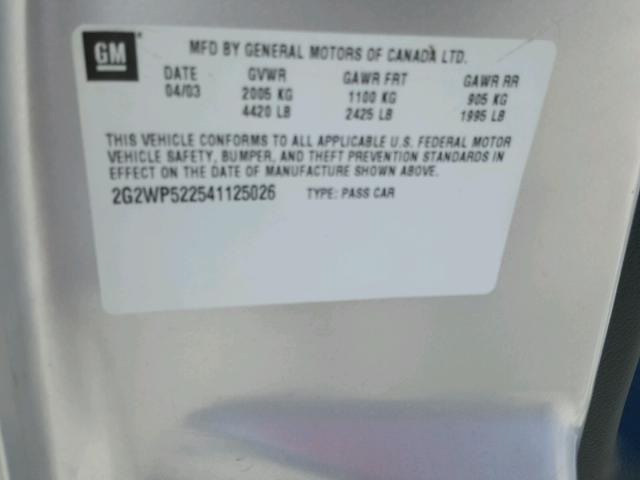 GM
MFD BY GENERAL MOTORS OF CANADA LTD.
DATE GVWR GAWR FRT GAWR RR
04/03 2005 KG 1100 KG 905 KG
4420 LB 2425 LB 1995 LB
THIS VEHICLE CONFORMS TO ALL APPLICABLE U.S. FEDERAL MOTOR
VEHICLE SAFETY, BUMPER, AND THEFT PREVENTION STANDARDS IN
EFFECT ON THE DATE OF MANUFACTURE SHOWN ABOVE.
2G2WP522541125026 TYPE: PASS CAR